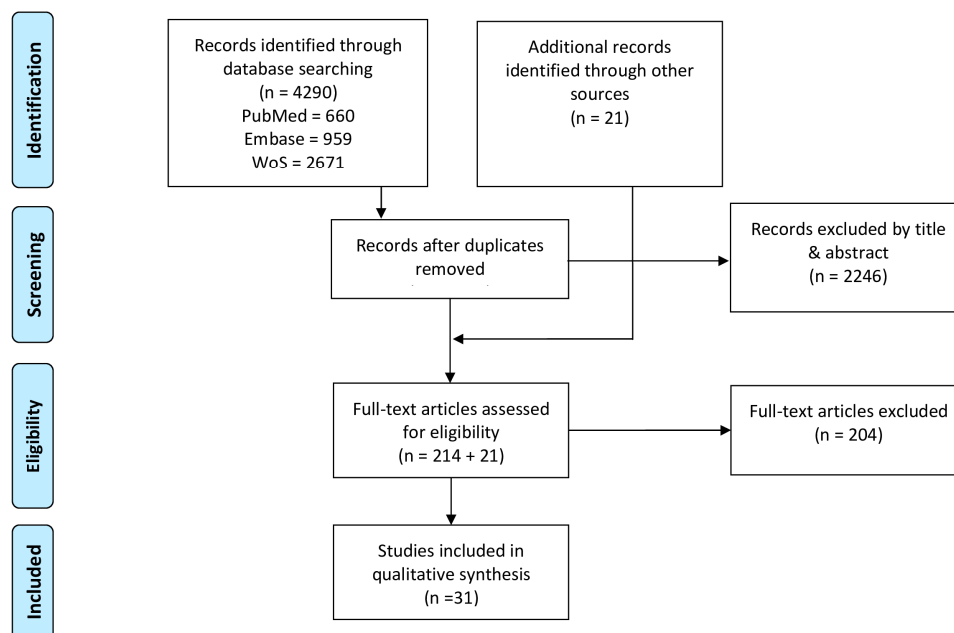 Identification
Records identified through
database searching
(n = 4290)
PubMed = 660
Embase = 959
WoS = 2671
Additional records
identified through other
sources
(n = 21)
Screening
Records after duplicates
removed
Records excluded by title
& abstract
(n = 2246)
Eligibility
Full-text articles assessed
for eligibility
(n = 214 + 21)
Full-text articles excluded
(n = 204)
Included
Studies included in
qualitative synthesis
(n =31)